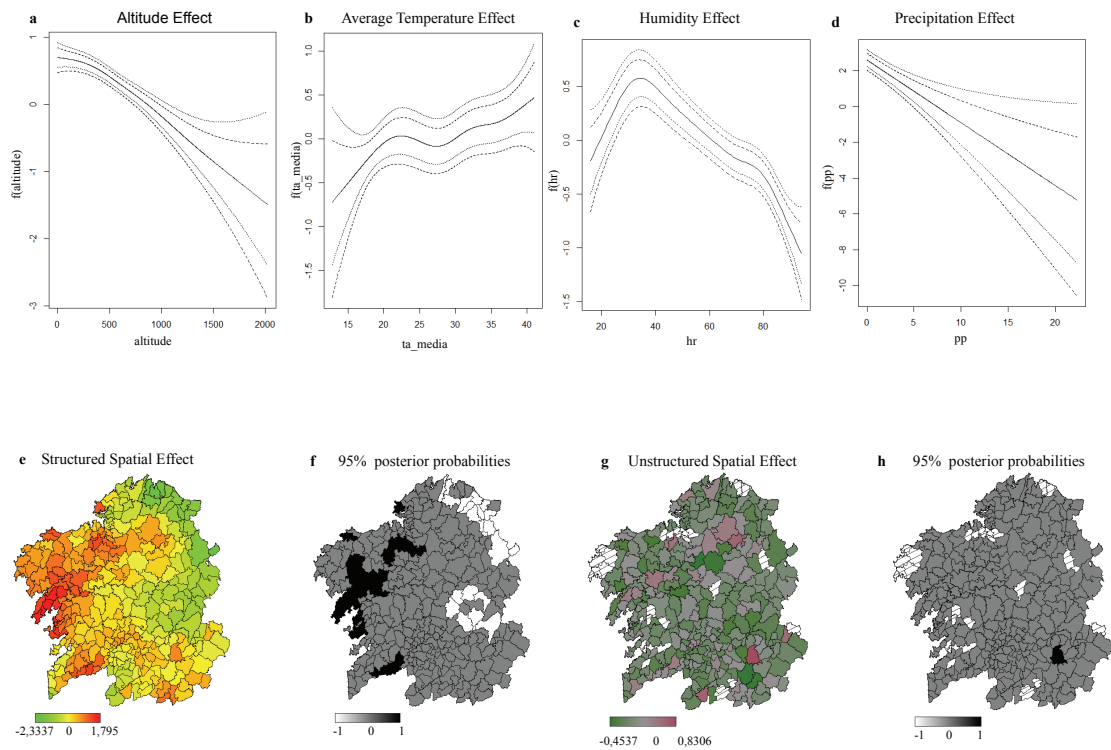 a Altitude Effect
f(altitude)
1
0
-1
-2
-3
0 500 1000 1500 2000
altitude
b Average Temperature Effect
f(ta_media)
1.0
0.5
0.0
-0.5
-1.0
-1.5
15 20 25 30 35 40
ta_media
c Humidity Effect
f(hr)
0.5
0.0
-0.5
-1.0
-1.5
20 40 60 80
hr
d Precipitation Effect
f(pp)
2
0
-2
-4
-6
-8
-10
0 5 10 15 20
pp
e Structured Spatial Effect
-2,3337 0 1,795
f 95% posterior probabilities
-1 0 1
g Unstructured Spatial Effect
-0,4537 0 0,8306
h 95% posterior probabilities
-1 0 1